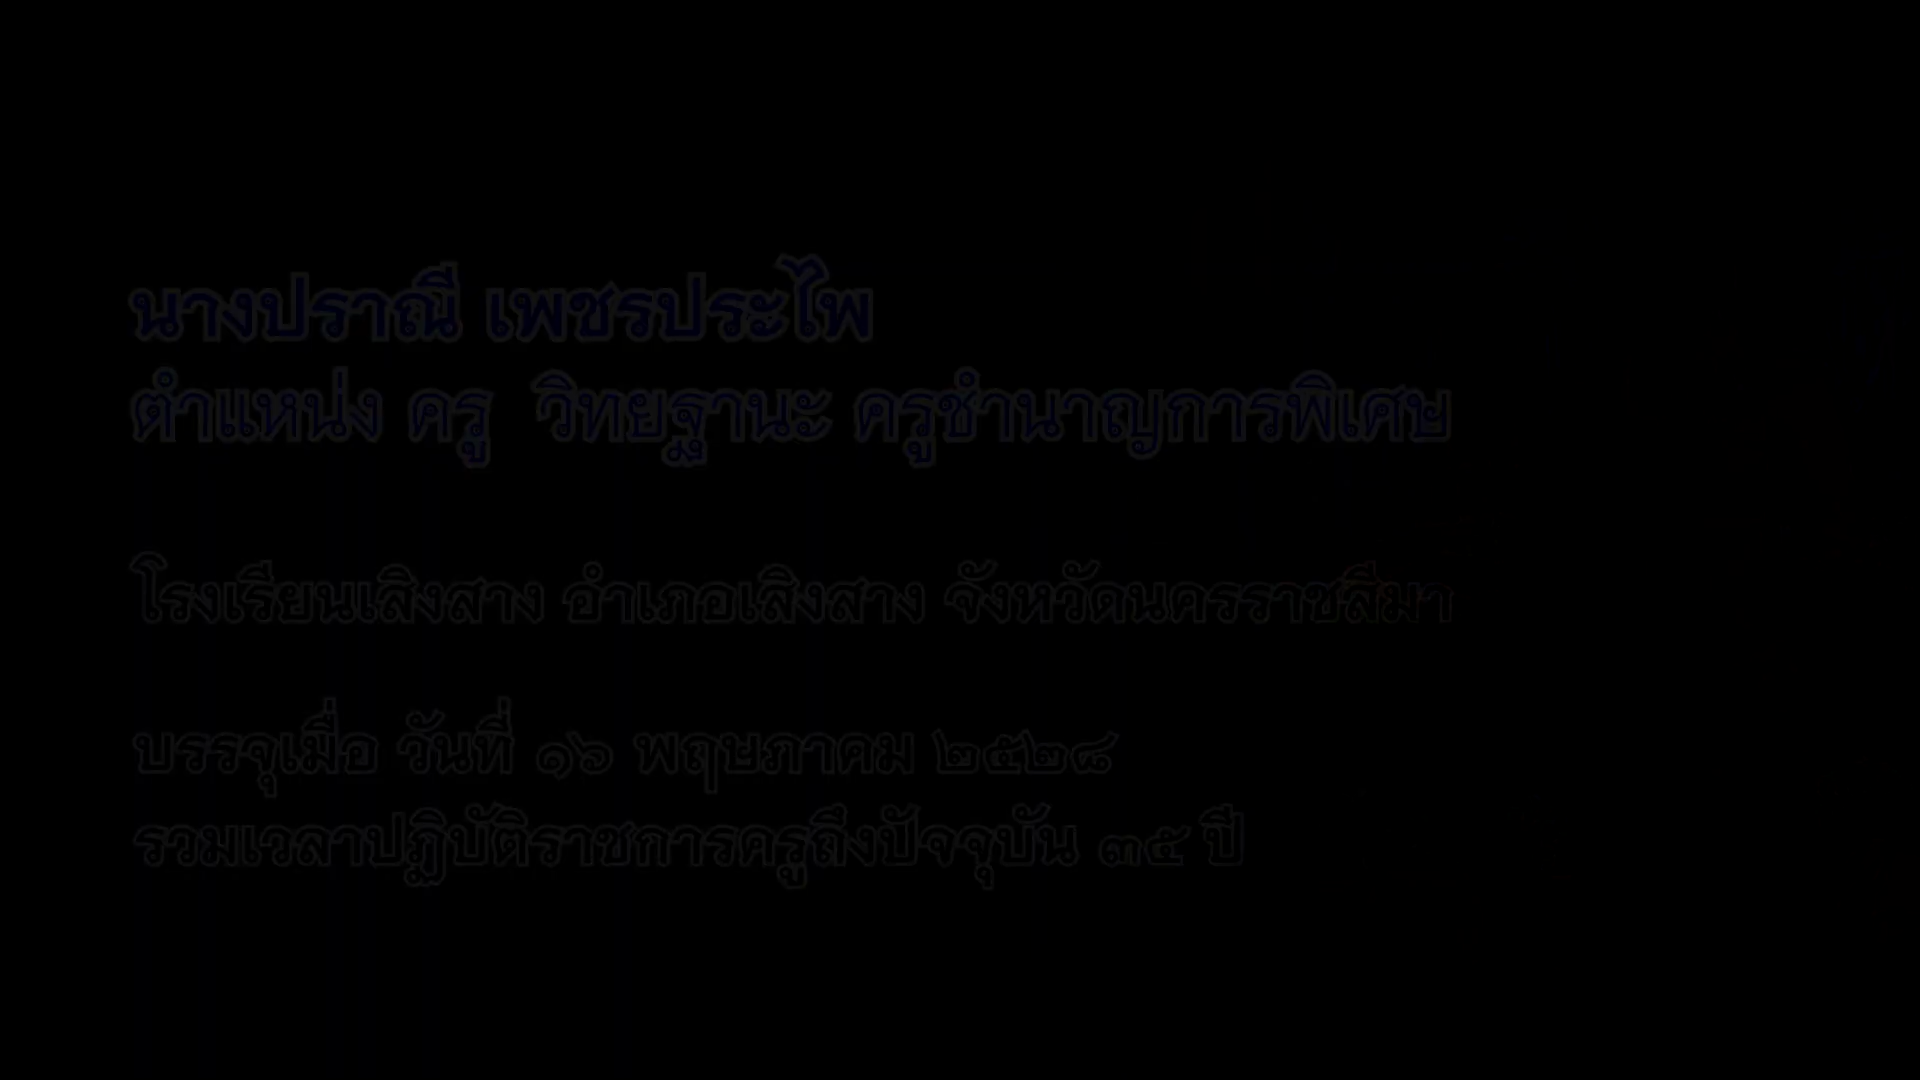 นางปราณี เพชรประไพ
ตำแหน่ง ครู วิทยฐานะ ครูชำนาญการพิเศษ
โรงเรียนเสิงสาง อำเภอเสิงสาง จังหวัดนครราชสีมา
บรรจุเมื่อ วันที่ ๑๖ พฤษภาคม ๒๕๒๘
รวมเวลาปฏิบัติราชการครูถึงปัจจุบัน ๓๕ ปี